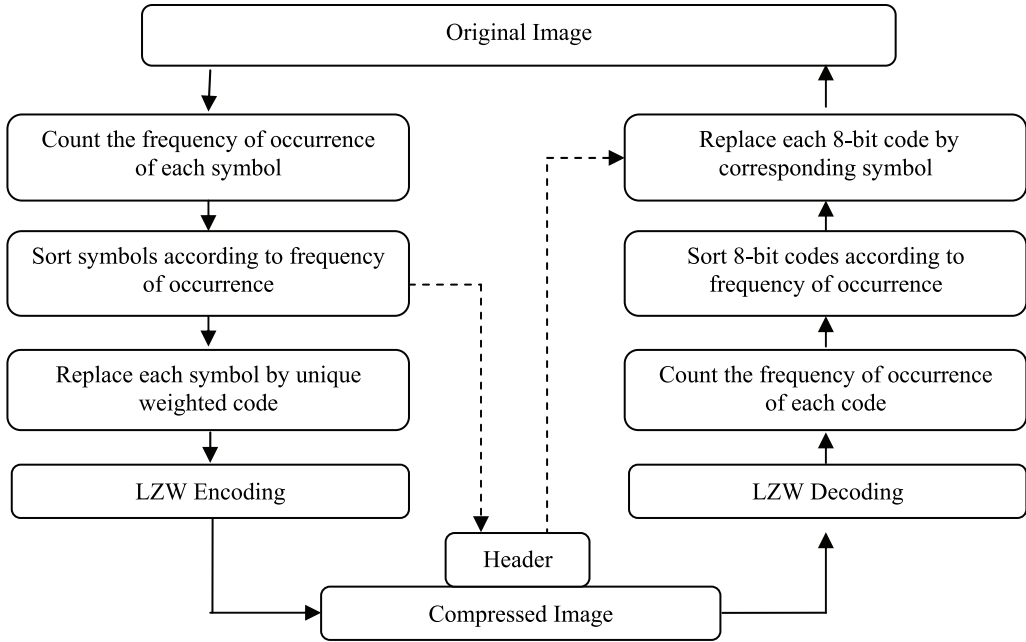 Original Image
Count the frequency of occurrence
of each symbol
Sort symbols according to frequency
of occurrence
Replace each symbol by unique
weighted code
LZW Encoding
Replace each 8-bit code by
corresponding symbol
Sort 8-bit codes according to
frequency of occurrence
Count the frequency of occurrence
of each code
LZW Decoding
Header
Compressed Image